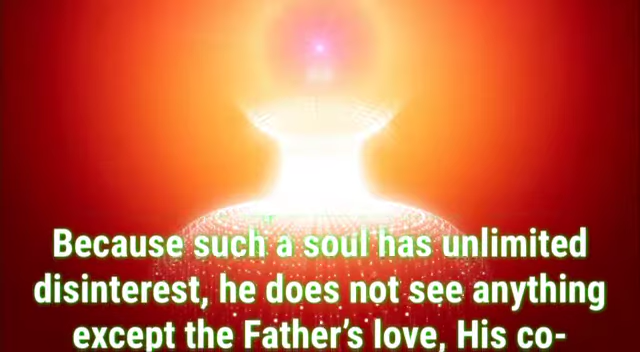 Because such a soul has unlimited
disinterest, he does not see anything
except the Father's love, His co-